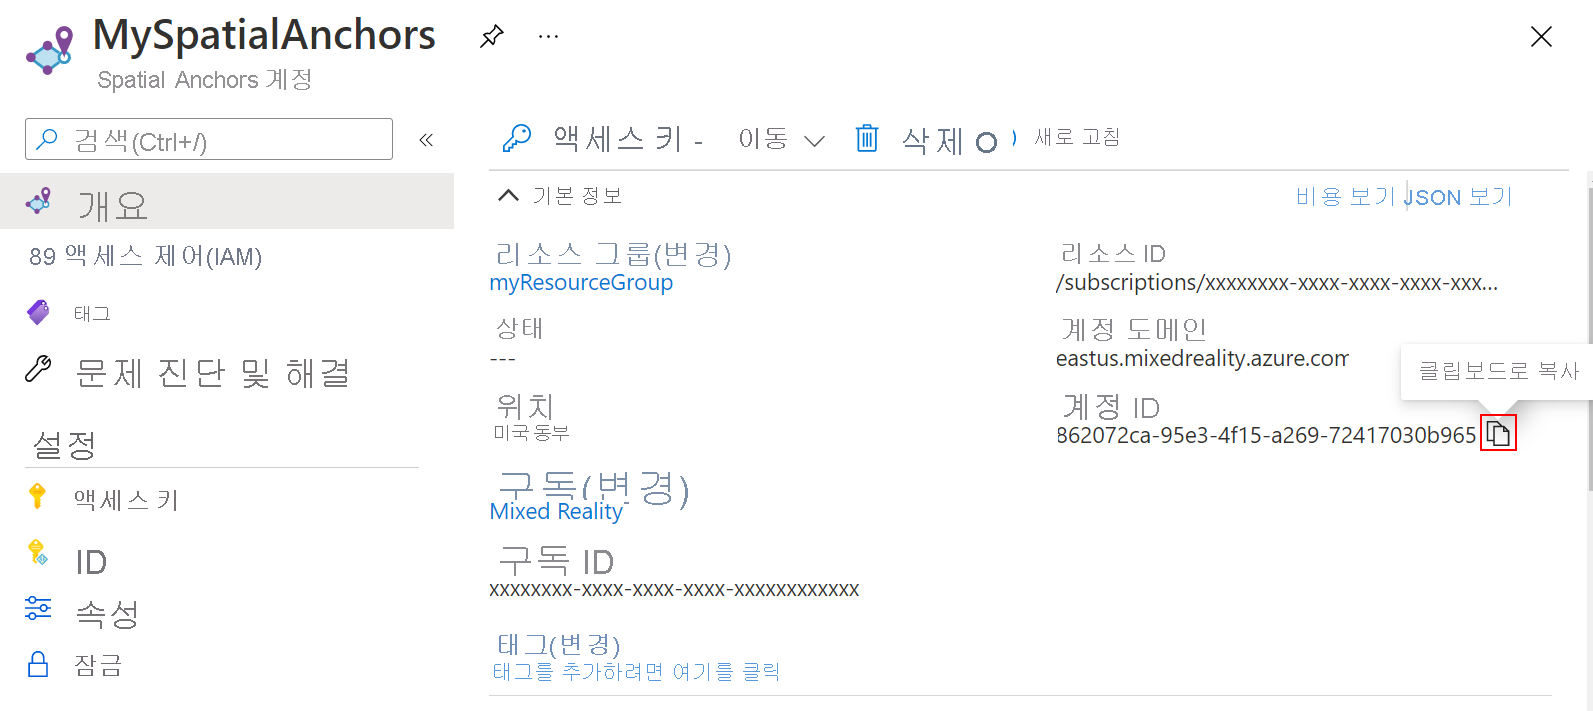 MySpatialAnchors
...
Spatial Anchors 계정
검색(Ctrl+/)
«
액세스 키 - 이동 삭제 새로 고침
개요
89 액세스 제어(IAM)
태그
문제 진단 및 해결
설정
액세스 키
ID
속성
잠금
기본 정보
비용 보기 JSON 보기
리소스 그룹(변경)
myResourceGroup
상태
---
위치
미국 동부
구독(변경)
Mixed Reality
구독 ID
xxxxxxxx-xxxx-xxxx-xxxx-xxxxxxxxxxxx
태그(변경)
태그를 추가하려면 여기를 클릭
리소스 ID
/subscriptions/xxxxxxxx-xxxx-xxxx-xxxx-xxx...
계정 도메인
eastus.mixedreality.azure.com
클립보드로 복사
계정 ID
862072ca-95e3-4f15-a269-72417030b965